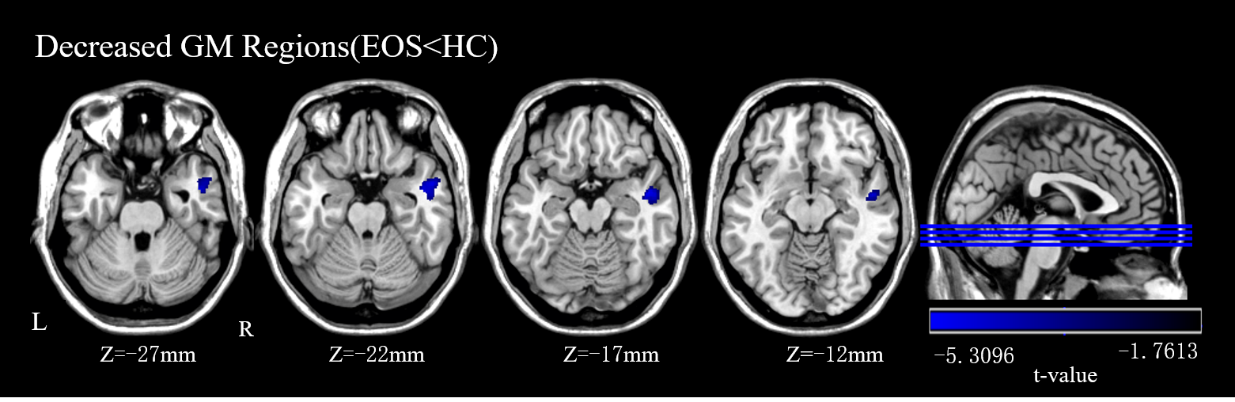 Decreased GM Regions(EOS<HC)
L
R
Z=−27mm
Z=−22mm
Z=−17mm
Z=−12mm
−5.3096
−1.7613
t-value